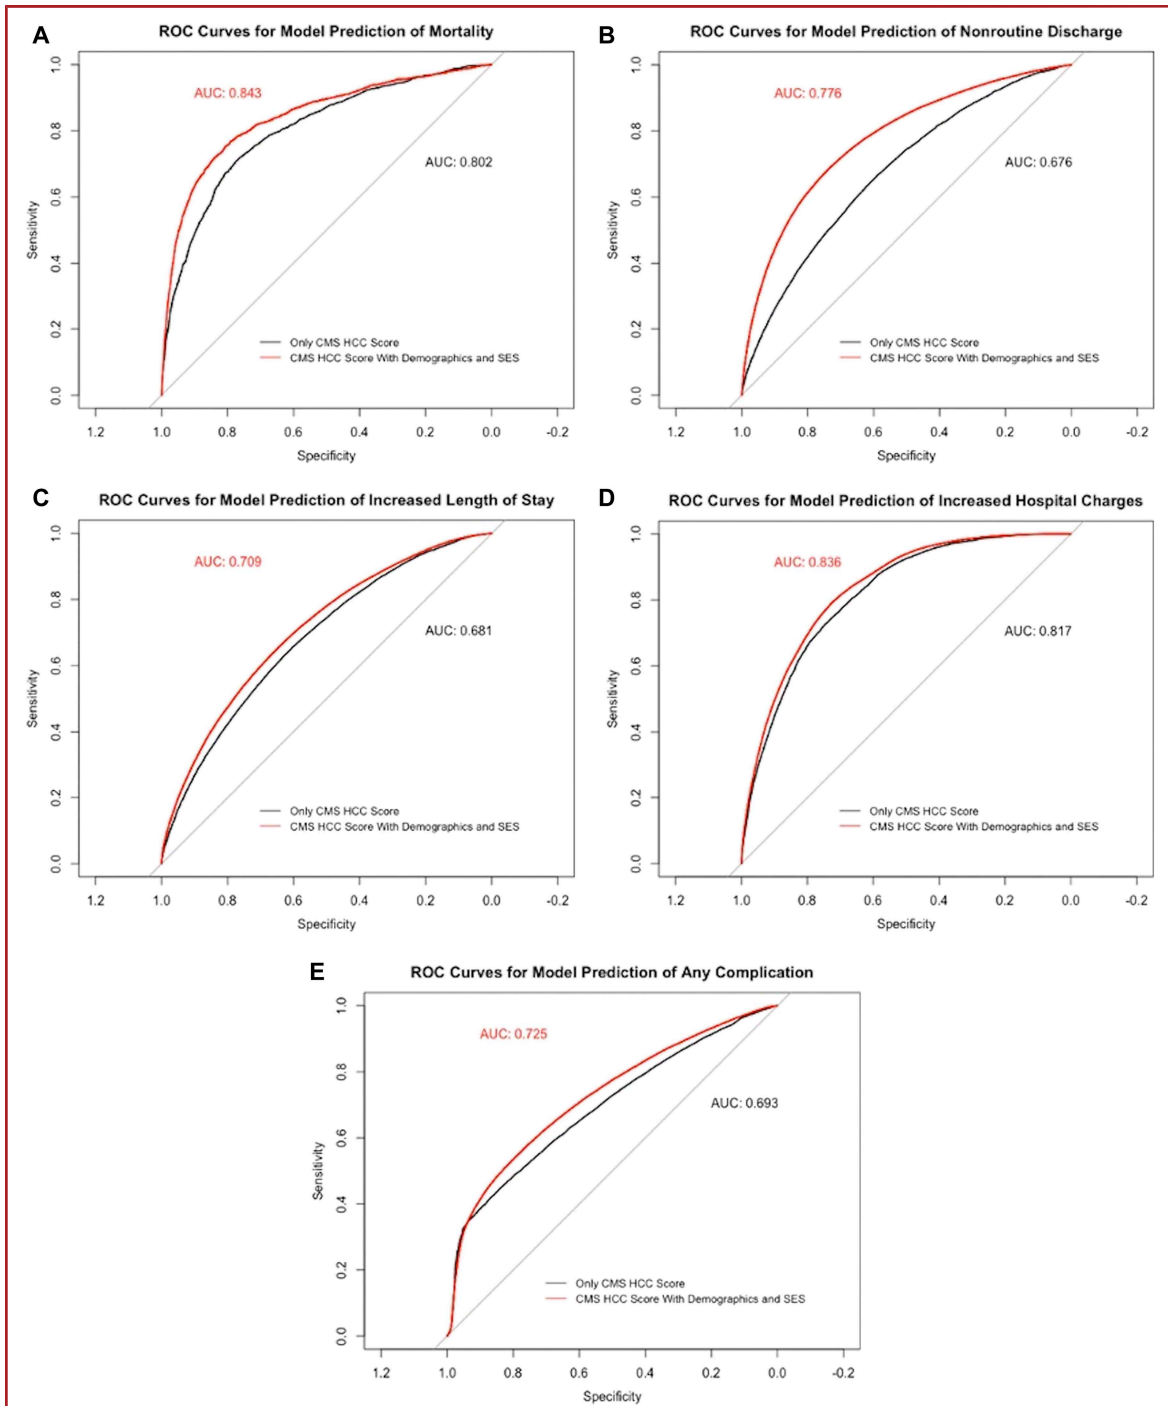 A
ROC Curves for Model Prediction of Mortality
AUC: 0.843
AUC: 0.802
Sensitivity
0.0 0.2 0.4 0.6 0.8 1.0
Only CMS HCC Score
CMS HCC Score With Demographics and SES
1.2 1.0 0.8 0.6 0.4 0.2 0.0 -0.2
Specificity
B
ROC Curves for Model Prediction of Nonroutine Discharge
AUC: 0.776
AUC: 0.676
Sensitivity
0.0 0.2 0.4 0.6 0.8 1.0
Only CMS HCC Score
CMS HCC Score With Demographics and SES
1.2 1.0 0.8 0.6 0.4 0.2 0.0 -0.2
Specificity
C
ROC Curves for Model Prediction of Increased Length of Stay
AUC: 0.709
AUC: 0.681
Sensitivity
0.0 0.2 0.4 0.6 0.8 1.0
Only CMS HCC Score
CMS HCC Score With Demographics and SES
1.2 1.0 0.8 0.6 0.4 0.2 0.0 -0.2
Specificity
D
ROC Curves for Model Prediction of Increased Hospital Charges
AUC: 0.836
AUC: 0.817
Sensitivity
0.0 0.2 0.4 0.6 0.8 1.0
Only CMS HCC Score
CMS HCC Score With Demographics and SES
1.2 1.0 0.8 0.6 0.4 0.2 0.0 -0.2
Specificity
E
ROC Curves for Model Prediction of Any Complication
AUC: 0.725
AUC: 0.693
Sensitivity
0.0 0.2 0.4 0.6 0.8 1.0
Only CMS HCC Score
CMS HCC Score With Demographics and SES
1.2 1.0 0.8 0.6 0.4 0.2 0.0 -0.2
Specificity